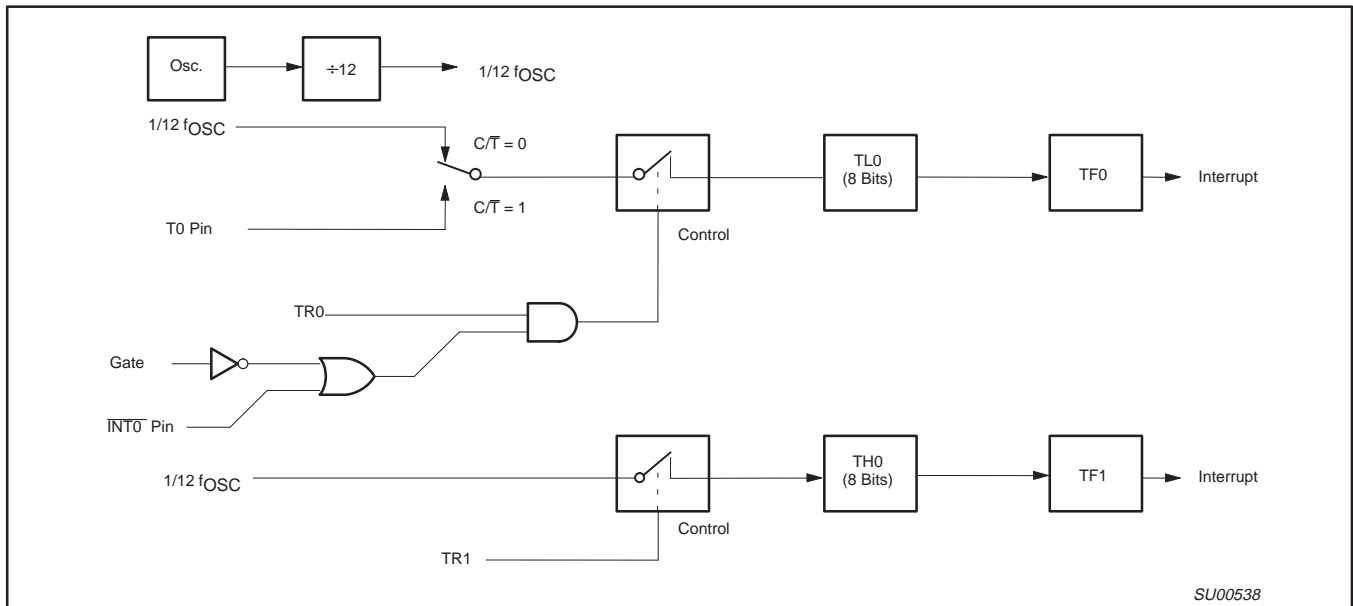 Osc.
÷12
1/12 fOSC
1/12 fOSC
C/T̅ = 0
C/T̅ = 1
T0 Pin
Control
TL0
(8 Bits)
TF0
Interrupt
TR0
Gate
I̅N̅T̅0̅ Pin
1/12 fOSC
Control
TH0
(8 Bits)
TF1
Interrupt
TR1
SU00538